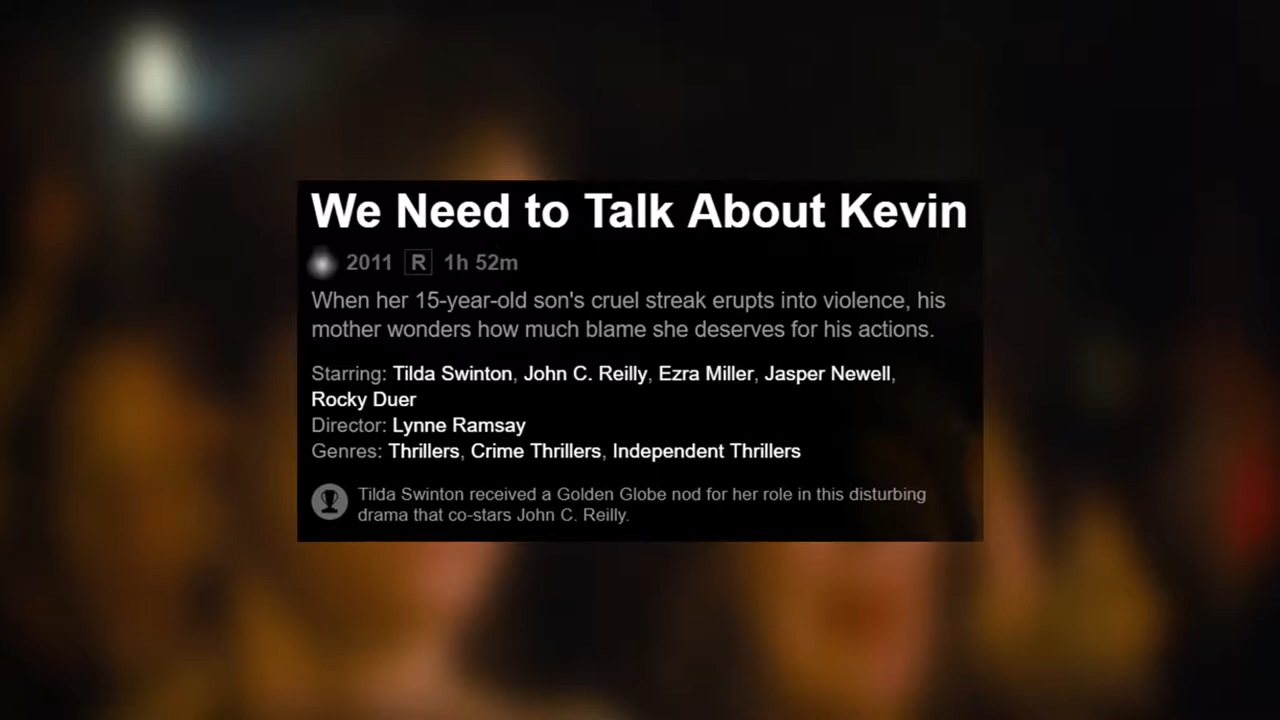 We Need to Talk About Kevin
2011 R 1h 52m
When her 15-year-old son's cruel streak erupts into violence, his
mother wonders how much blame she deserves for his actions.
Starring: Tilda Swinton, John C. Reilly, Ezra Miller, Jasper Newell,
Rocky Duer
Director: Lynne Ramsay
Genres: Thrillers, Crime Thrillers, Independent Thrillers
Tilda Swinton received a Golden Globe nod for her role in this disturbing
drama that co-stars John C. Reilly.